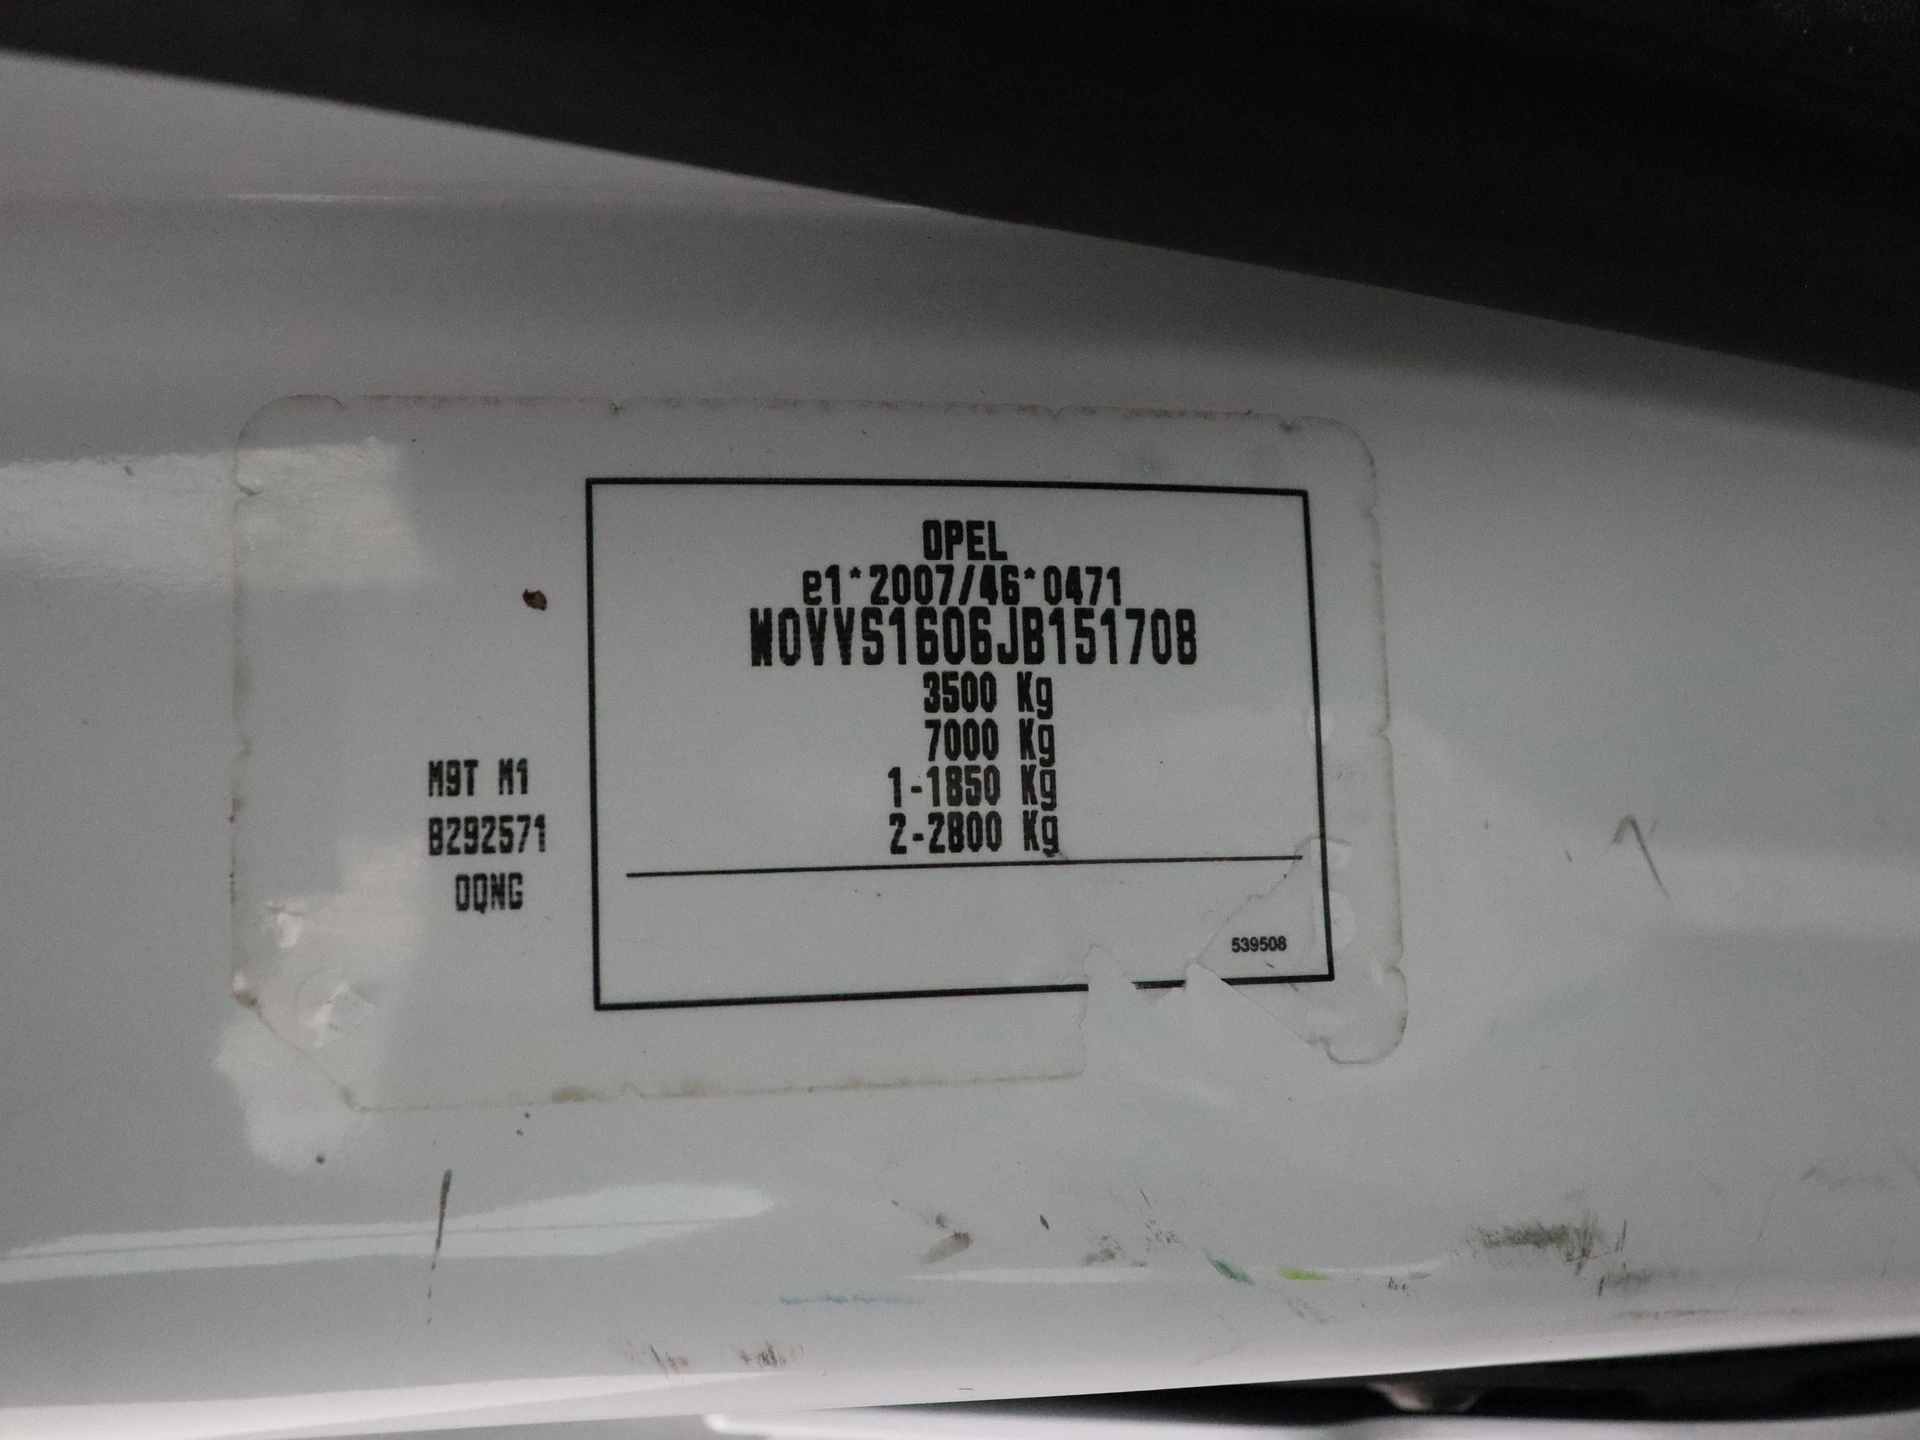 OPEL
e1*2007/46*0471
W0VVS1606JB151708
3500 Kg
7000 Kg
1-1850 Kg
2-2800 Kg
M9T M1
B292571
0QNG
539508